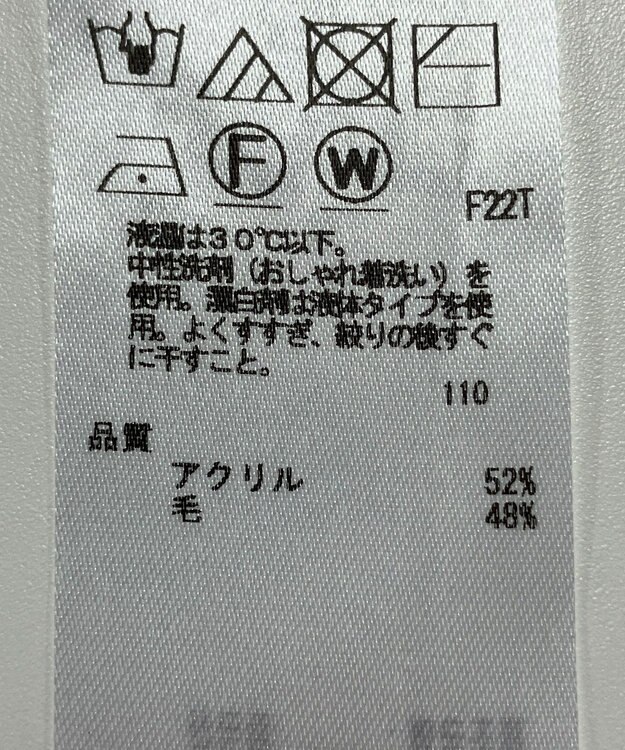 F
W
F22T
液温は30℃以下。
中性洗剤（おしゃれ着洗い）を
使用。漂白剤は液体タイプを使
用。よくすすぎ、絞りの後すぐ
に干すこと。
110
品質
アクリル 52%
毛 48%